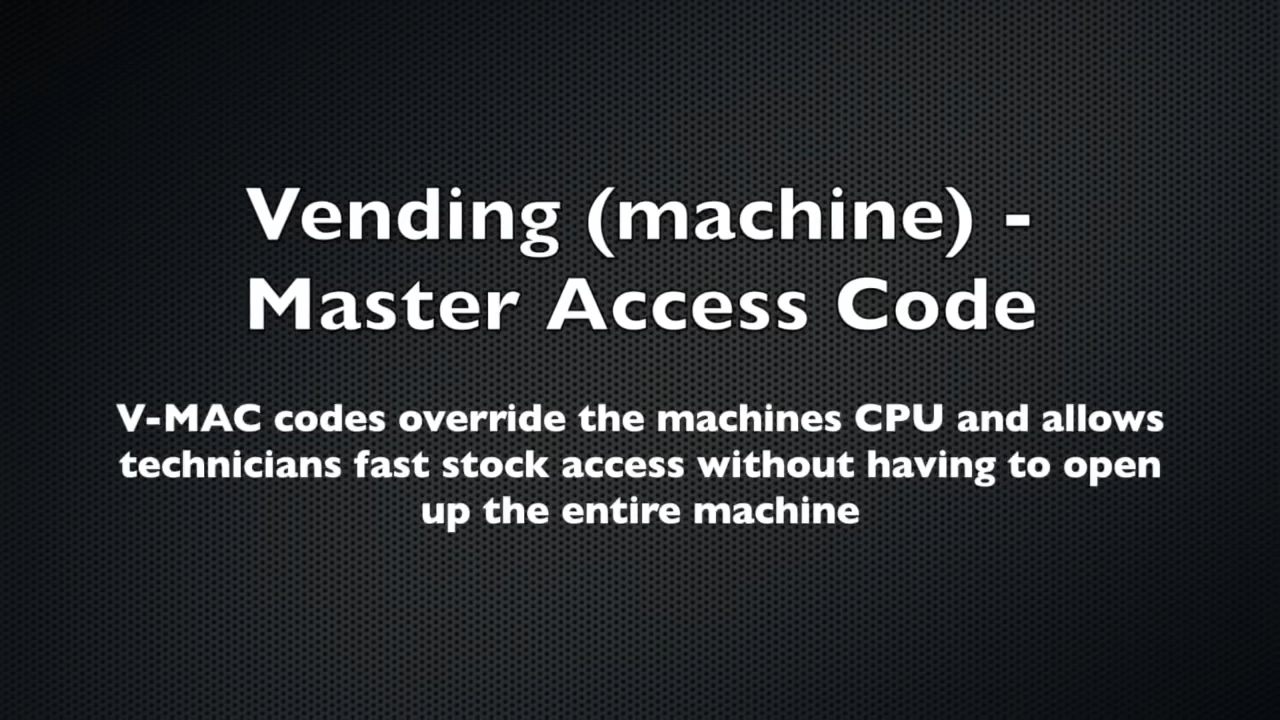 Vending (machine) -
Master Access Code
V-MAC codes override the machines CPU and allows
technicians fast stock access without having to open
up the entire machine